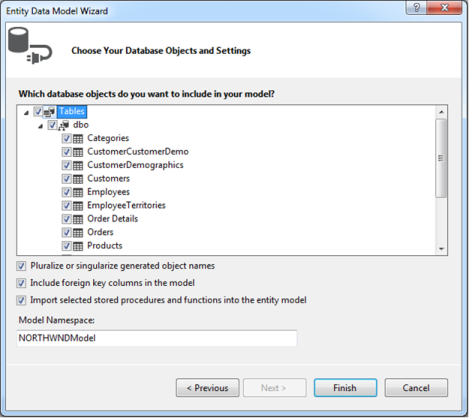 Entity Data Model Wizard
Choose Your Database Objects and Settings
Which database objects do you want to include in your model?
Tables
dbo
Categories
CustomerCustomerDemo
CustomerDemographics
Customers
Employees
EmployeeTerritories
Order Details
Orders
Products
Pluralize or singularize generated object names
Include foreign key columns in the model
Import selected stored procedures and functions into the entity model
Model Namespace:
NORTHWNDModel
< Previous Next > Finish Cancel